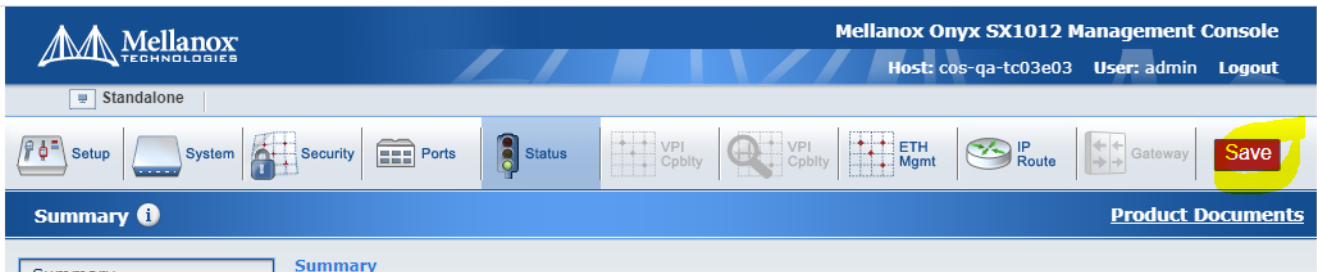 Mellanox
TECHNOLOGIES
Mellanox Onyx SX1012 Management Console
Host: cos-qa-tc03e03 User: admin Logout
Standalone
Setup System Security Ports Status VPI Cpblty VPI Cpblty ETH Mgmt IP Route Gateway Save
Summary i Product Documents
Summary
Summary